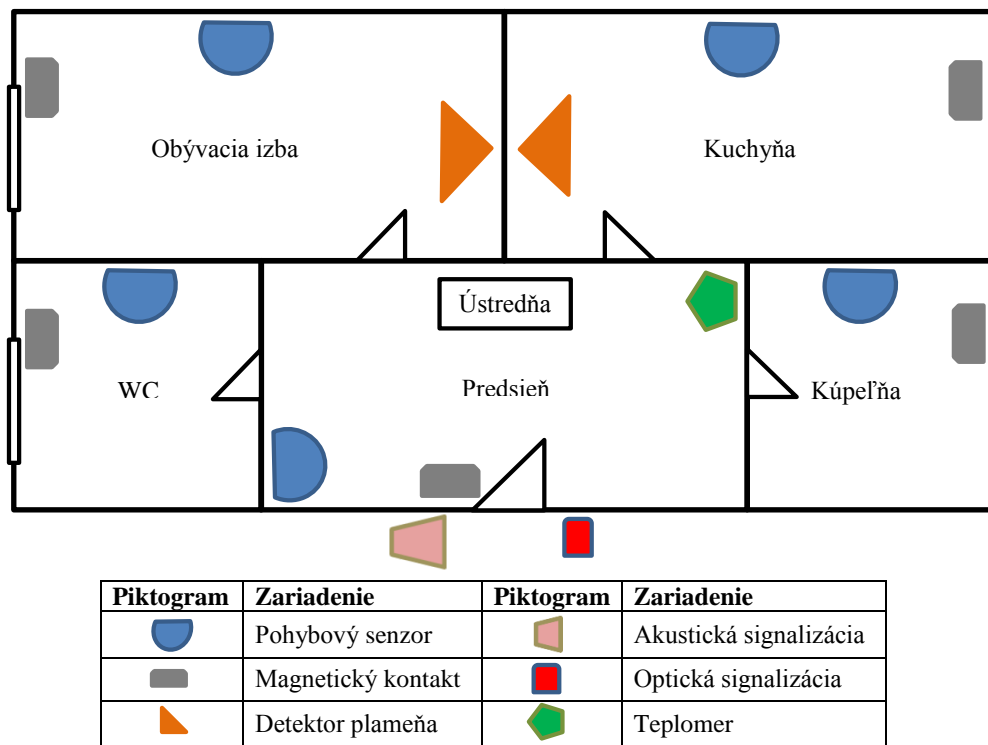 Obývacia izba
Kuchyňa
Ústredňa
WC
Predsieň
Kúpeľňa
Piktogram Zariadenie Piktogram Zariadenie
Pohybový senzor Akustická signalizácia
Magnetický kontakt Optická signalizácia
Detektor plameňa Teplomer